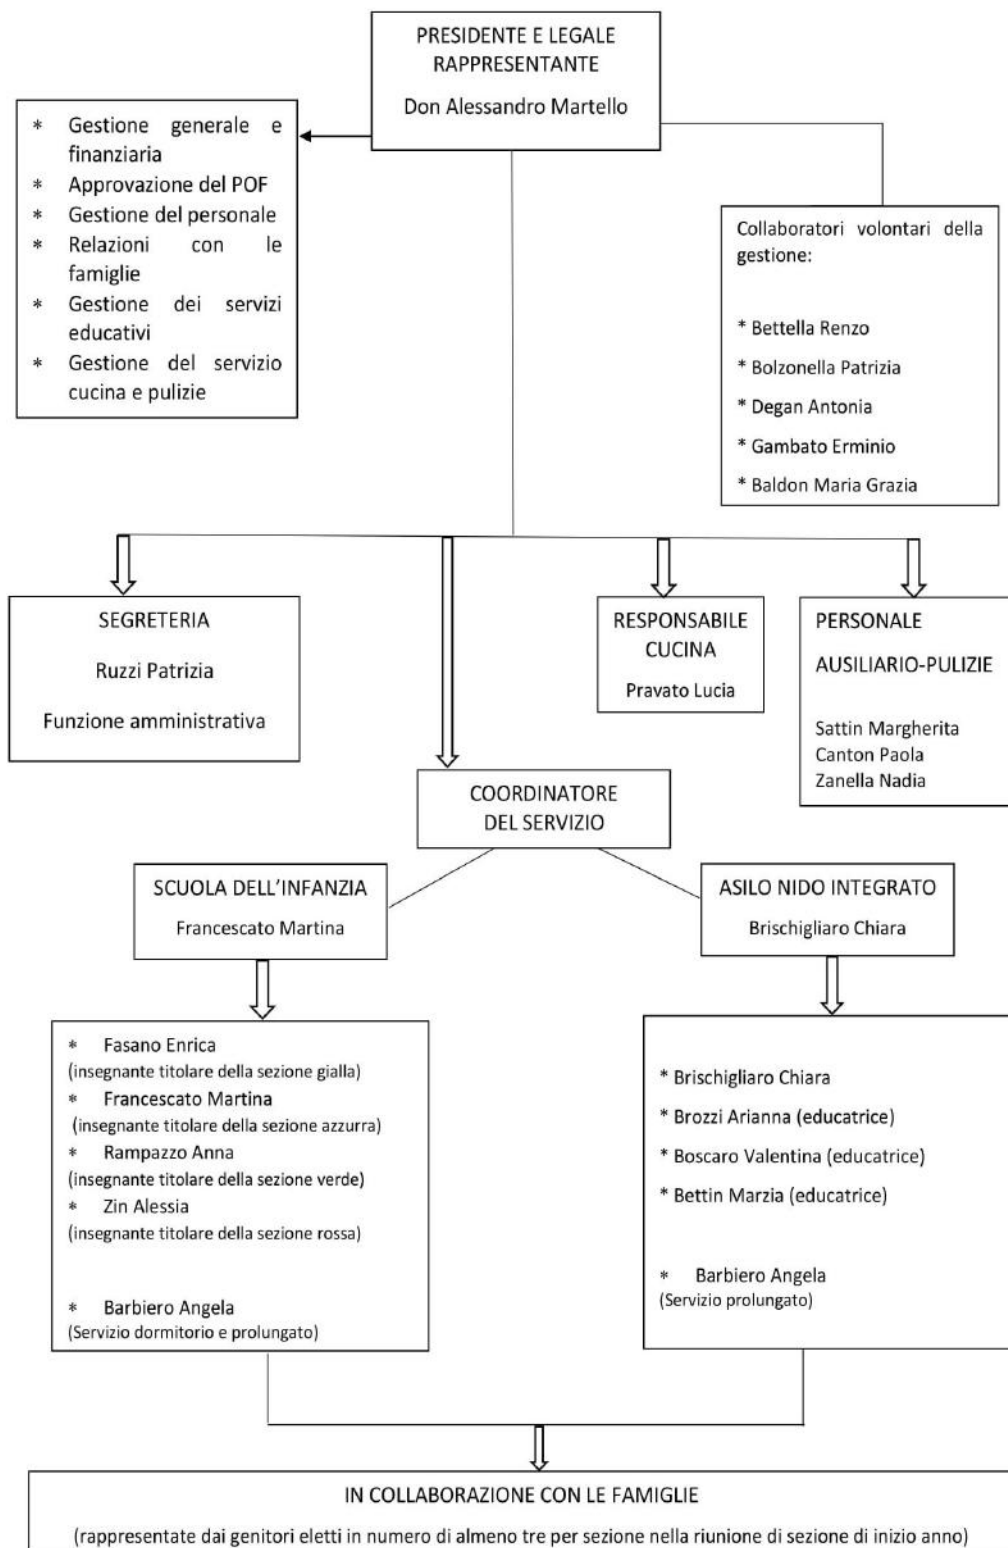 PRESIDENTE E LEGALE
RAPPRESENTANTE
Don Alessandro Martello
* Gestione generale e
finanziaria
* Approvazione del POF
* Gestione del personale
* Relazioni con le
famiglie
* Gestione dei servizi
educativi
* Gestione del servizio
cucina e pulizie
Collaboratori volontari della
gestione:
* Bettella Renzo
* Bolzonella Patrizia
* Degan Antonia
* Gambato Erminio
* Baldon Maria Grazia
SEGRETERIA
Ruzzi Patrizia
Funzione amministrativa
RESPONSABILE
CUCINA
Pravato Lucia
PERSONALE
AUSILIARIO-PULIZIE
Sattin Margherita
Canton Paola
Zanella Nadia
COORDINATORE
DEL SERVIZIO
SCUOLA DELL’INFANZIA
Francescato Martina
ASILO NIDO INTEGRATO
Brischigliaro Chiara
* Fasano Enrica
(insegnante titolare della sezione gialla)
* Francescato Martina
(insegnante titolare della sezione azzurra)
* Rampazzo Anna
(insegnante titolare della sezione verde)
* Zin Alessia
(insegnante titolare della sezione rossa)
* Barbiero Angela
(Servizio dormitorio e prolungato)
* Brischigliaro Chiara
* Brozzi Arianna (educatrice)
* Boscaro Valentina (educatrice)
* Bettin Marzia (educatrice)
* Barbiero Angela
(Servizio prolungato)
IN COLLABORAZIONE CON LE FAMIGLIE
(rappresentate dai genitori eletti in numero di almeno tre per sezione nella riunione di sezione di inizio anno)